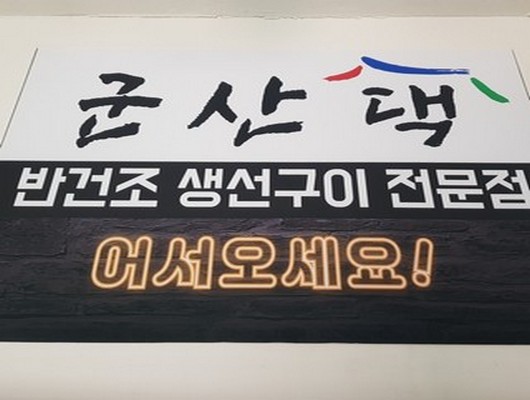 군산댁
반건조 생선구이 전문점
어서오세요!